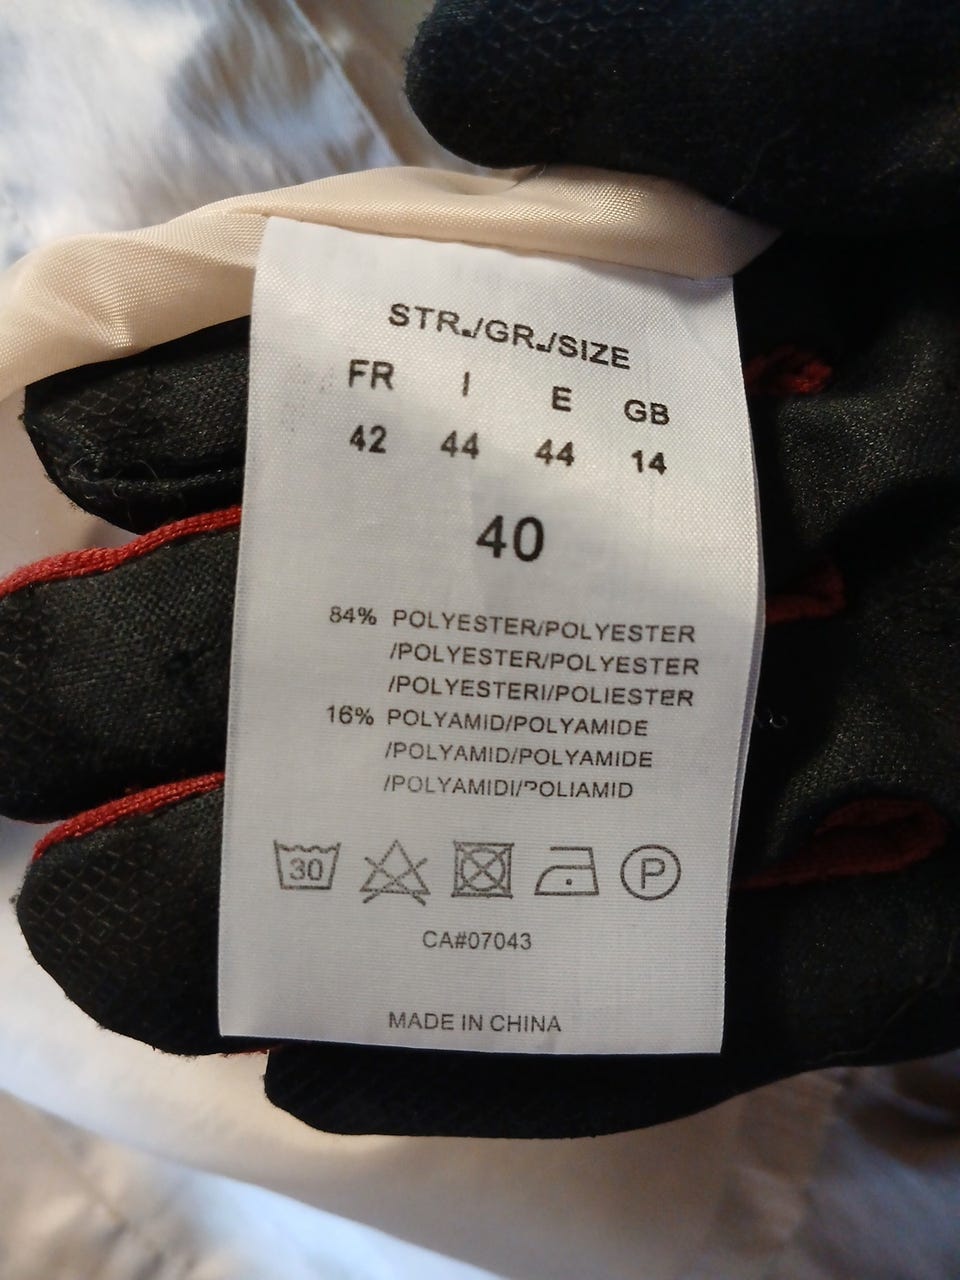 STR./GR./SIZE
FR I E GB
42 44 44 14
40
84% POLYESTER/POLYESTER
/POLYESTER/POLYESTER
/POLYESTERI/POLIESTER
16% POLYAMID/POLYAMIDE
/POLYAMID/POLYAMIDE
/POLYAMIDI/POLIAMID
30 P
CA#07043
MADE IN CHINA